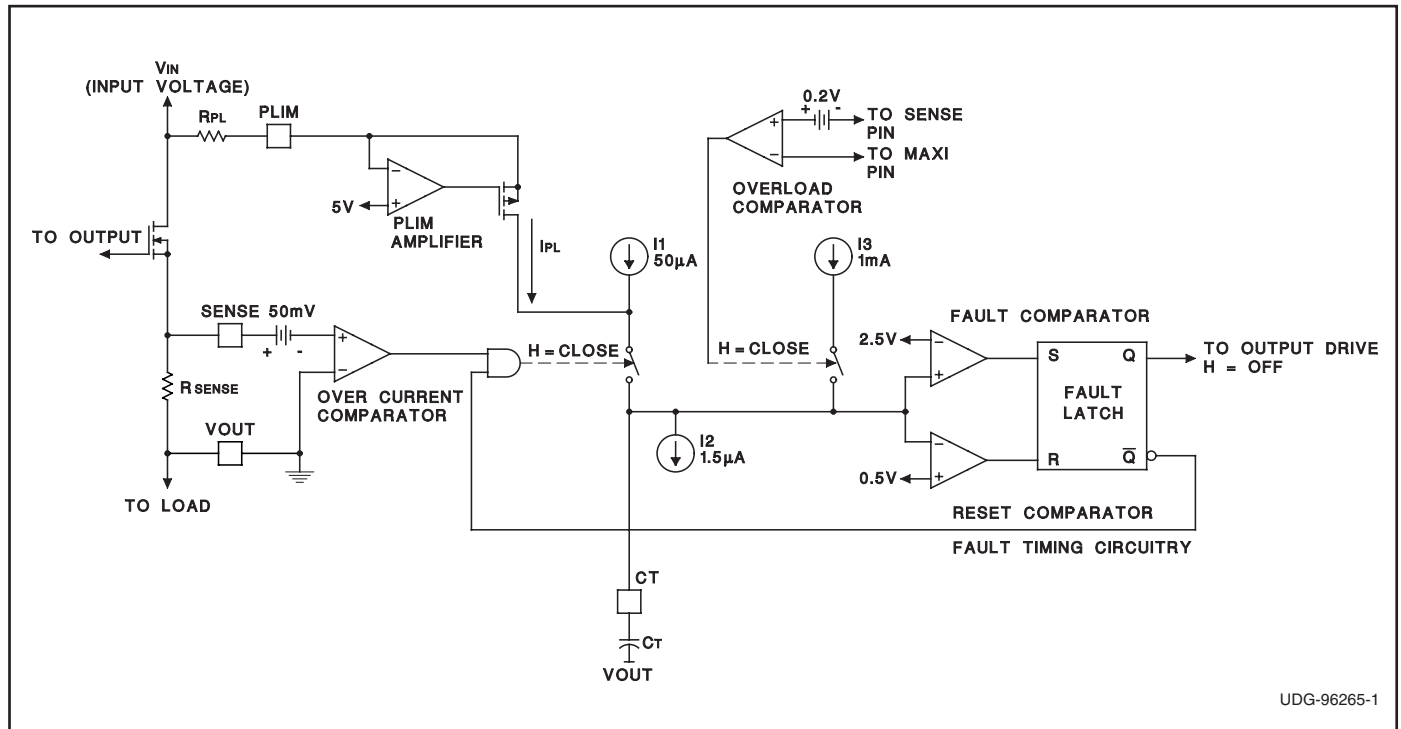 VIN
(INPUT VOLTAGE)
RPL
PLIM
0.2V
+ -
TO SENSE
PIN
TO MAXI
PIN
+
-
OVERLOAD
COMPARATOR
-
+
5V
PLIM
AMPLIFIER
TO OUTPUT
IPL
I1
50µA
I3
1mA
SENSE 50mV
+ -
+
-
H=CLOSE
H=CLOSE
OVER CURRENT
COMPARATOR
RSENSE
VOUT
TO LOAD
FAULT COMPARATOR
2.5V
-
+
S Q
FAULT
LATCH
R Q̅
TO OUTPUT DRIVE
H = OFF
I2
1.5µA
-
+
0.5V
RESET COMPARATOR
FAULT TIMING CIRCUITRY
CT
CT
VOUT
UDG-96265-1